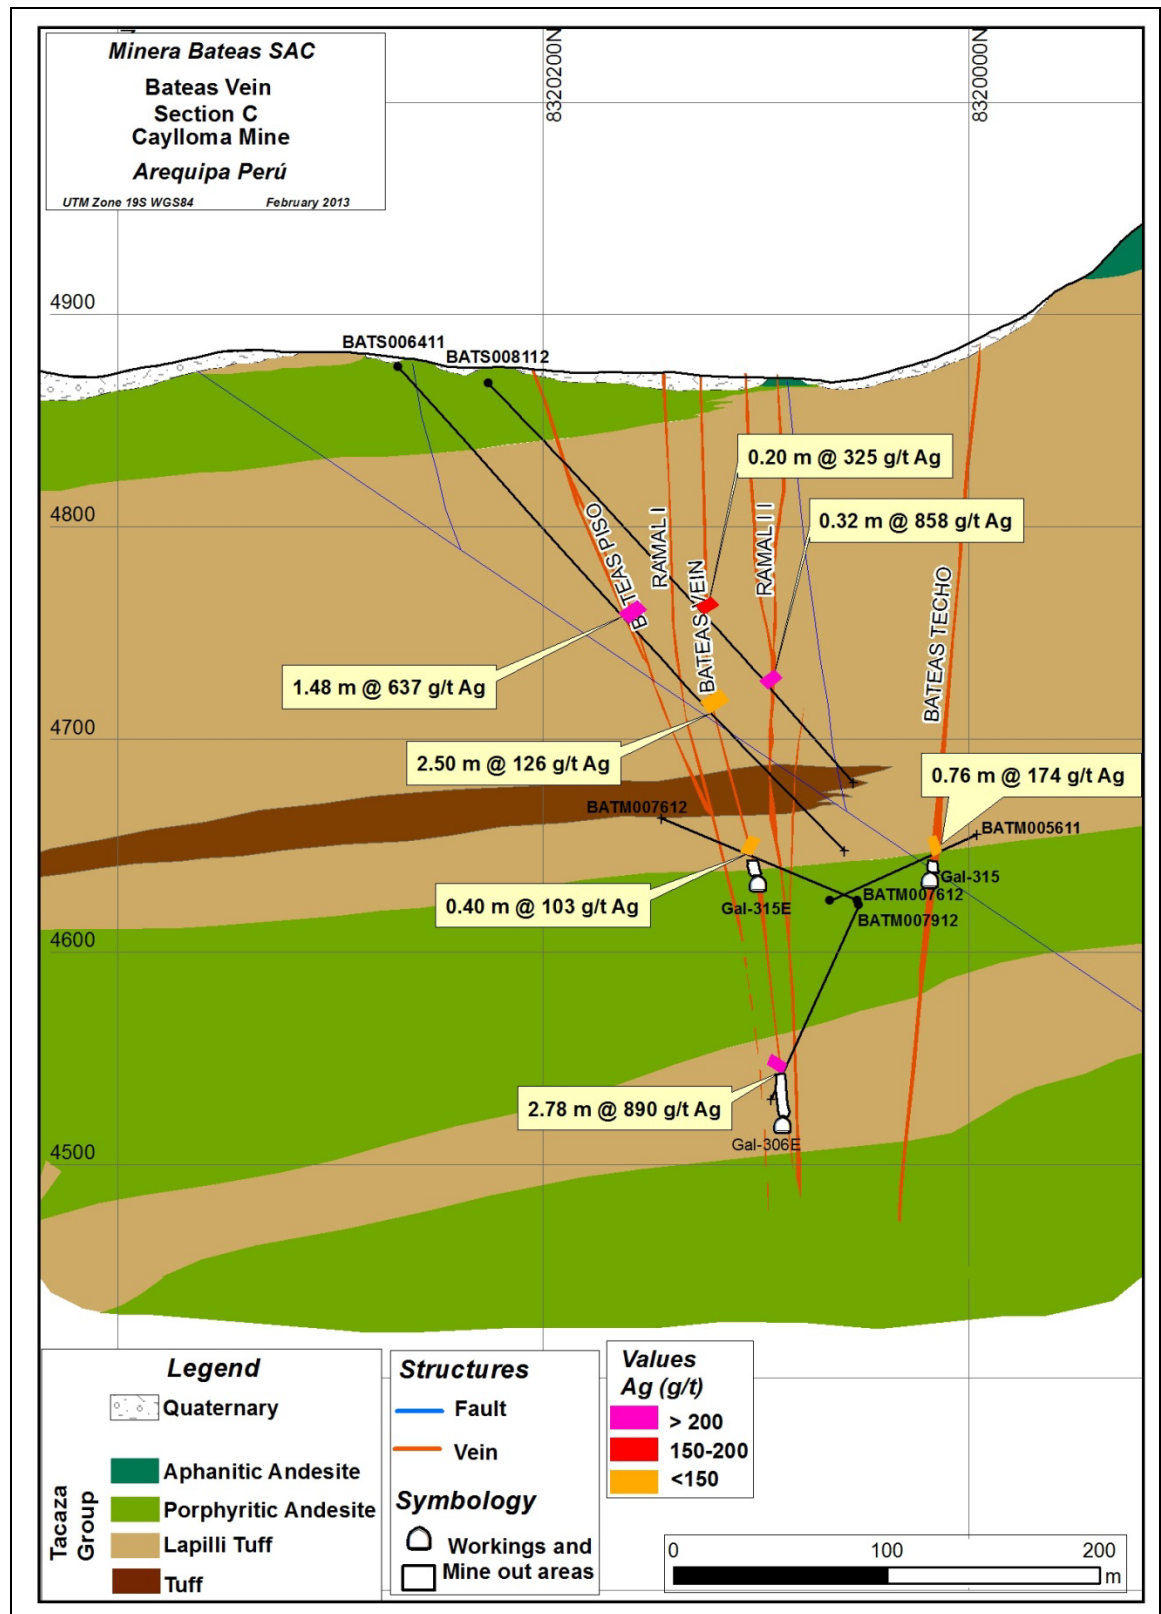 Minera Bateas SAC
Bateas Vein
Section C
Caylloma Mine
Arequipa Perú
UTM Zone 19S WGS84 February 2013
8320200N
8320000N
4900
BATS006411
BATS008112
0.20 m @ 325 g/t Ag
4800
0.32 m @ 858 g/t Ag
BATEAS PISO
RAMAL I
BATEAS VEIN
RAMAL I I
BATEAS TECHO
1.48 m @ 637 g/t Ag
4700
2.50 m @ 126 g/t Ag
0.76 m @ 174 g/t Ag
BATM007612
BATM005611
Gal-315
0.40 m @ 103 g/t Ag
Gal-315E
BATM007612
BATM007912
4600
2.78 m @ 890 g/t Ag
Gal-306E
4500
Legend
Quaternary
Tacaza
Group
Aphanitic Andesite
Porphyritic Andesite
Lapilli Tuff
Tuff
Structures
Fault
Vein
Symbology
Workings and
Mine out areas
Values
Ag (g/t)
> 200
150-200
<150
0 100 200
m